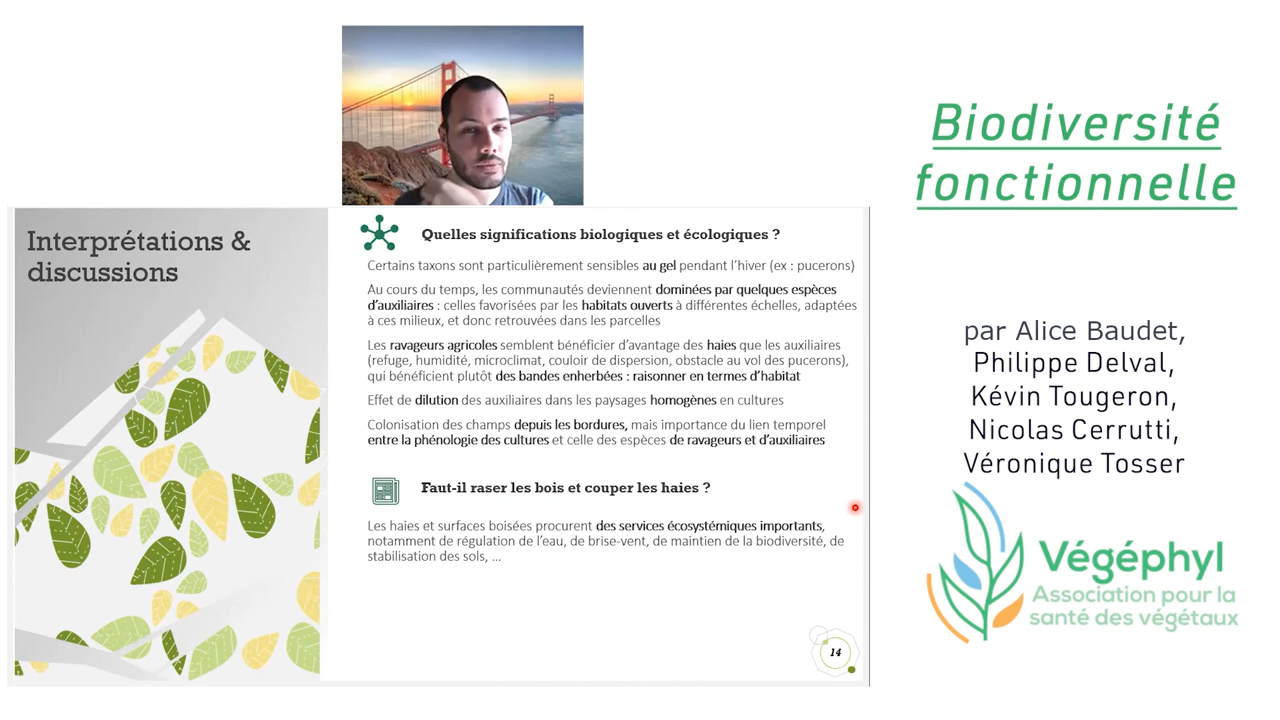 Biodiversité
fonctionnelle
Interprétations &
discussions
Quelles significations biologiques et écologiques ?
Certains taxons sont particulièrement sensibles au gel pendant l'hiver (ex : pucerons)
Au cours du temps, les communautés deviennent dominées par quelques espèces
d'auxiliaires : celles favorisées par les habitats ouverts à différentes échelles, adaptées
à ces milieux, et donc retrouvées dans les parcelles
Les ravageurs agricoles semblent bénéficier d'avantage des haies que les auxiliaires
(refuge, humidité, microclimat, couloir de dispersion, obstacle au vol des pucerons),
qui bénéficient plutôt des bandes enherbées : raisonner en termes d'habitat
Effet de dilution des auxiliaires dans les paysages homogènes en cultures
Colonisation des champs depuis les bordures, mais importance du lien temporel
entre la phénologie des cultures et celle des espèces de ravageurs et d'auxiliaires
Faut-il raser les bois et couper les haies ?
Les haies et surfaces boisées procurent des services écosystémiques importants,
notamment de régulation de l'eau, de brise-vent, de maintien de la biodiversité, de
stabilisation des sols, ...
14
par Alice Baudet,
Philippe Delval,
Kévin Tougeron,
Nicolas Cerrutti,
Véronique Tosser
Végéphyl
Association pour la
santé des végétaux